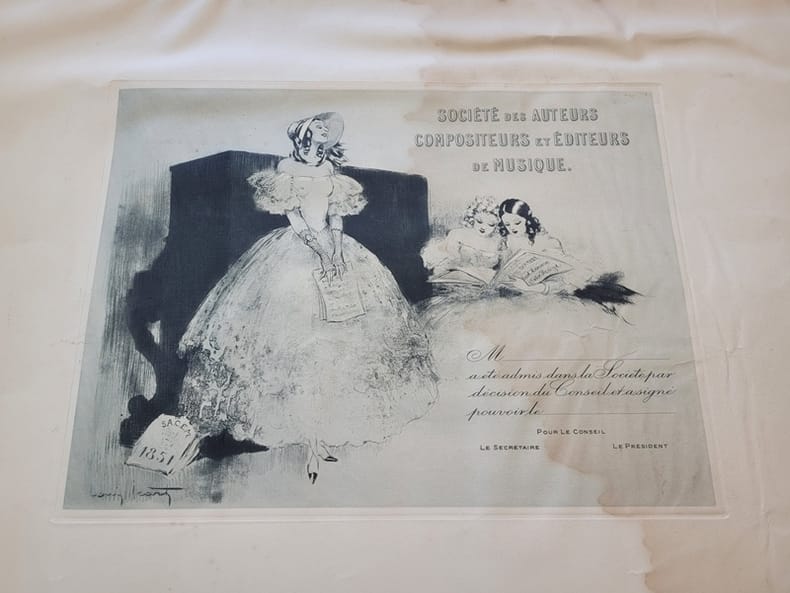 SOCIÉTÉ DES AUTEURS
COMPOSITEURS ET ÉDITEURS
DE MUSIQUE.
M
a été admis dans la Société par
décision du Conseil et a signé
pouvoir le
POUR LE CONSEIL
LE SECRÉTAIRE LE PRÉSIDENT
SACEM
1851